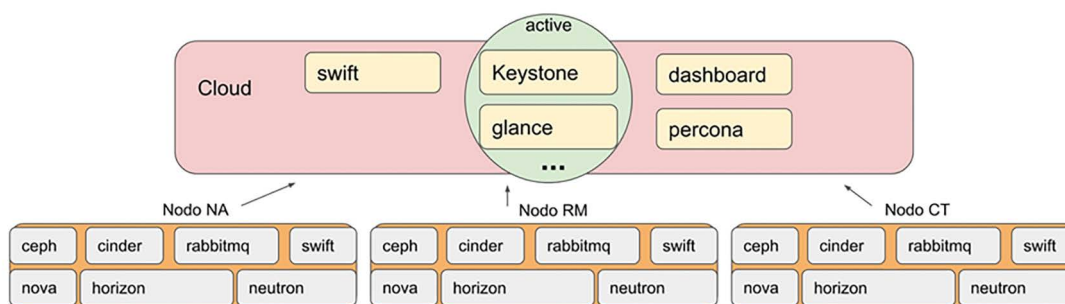 active
Cloud
swift
Keystone
dashboard
glance
percona
...
Nodo NA
Nodo RM
Nodo CT
ceph cinder rabbitmq swift
nova horizon neutron
ceph cinder rabbitmq swift
nova horizon neutron
ceph cinder rabbitmq swift
nova horizon neutron